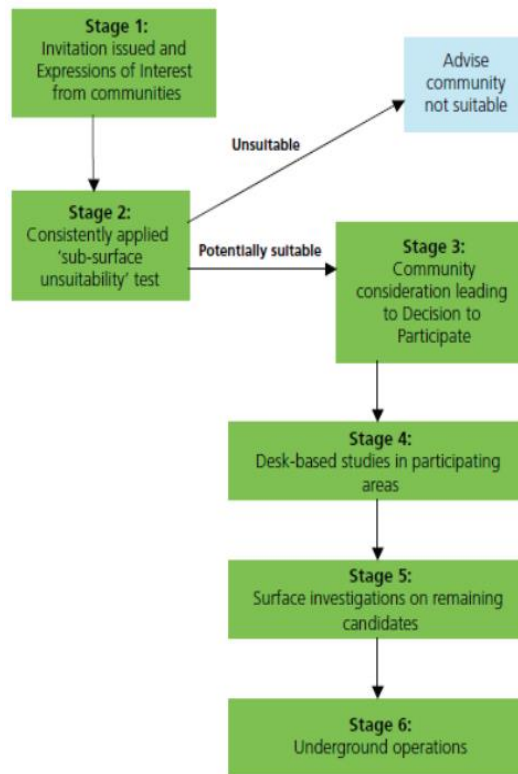 Stage 1:
Invitation issued and
Expressions of Interest
from communities
Advise
community
not suitable
Unsuitable
Stage 2:
Consistently applied
‘sub-surface
unsuitability’ test
Potentially suitable
Stage 3:
Community
consideration leading
to Decision to
Participate
Stage 4:
Desk-based studies in participating
areas
Stage 5:
Surface investigations on remaining
candidates
Stage 6:
Underground operations